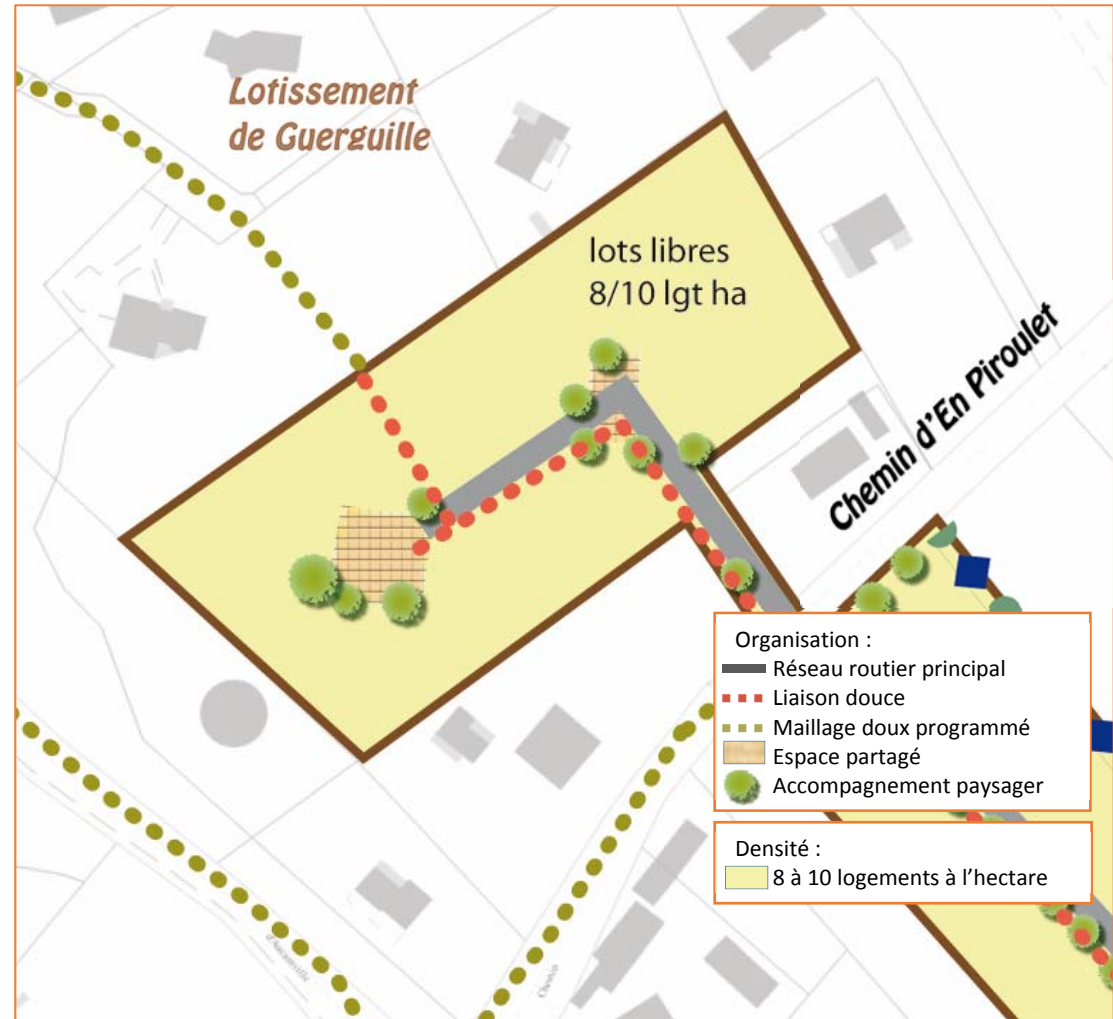 Lotissement
de Guerguille
lots libres
8/10 lgt ha
Chemin d'En Piroulet
Organisation :
Réseau routier principal
Liaison douce
Maillage doux programmé
Espace partagé
Accompagnement paysager
Densité :
8 à 10 logements à l'hectare
Chemin